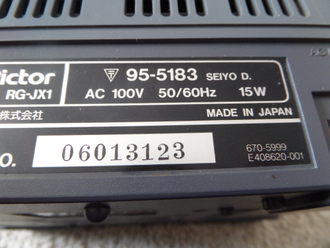 RG-JX1
〒 95-5183 SEIYO D.
AC 100V 50/60Hz 15W
株式会社
MADE IN JAPAN
06013123
670-5999
E408620-001